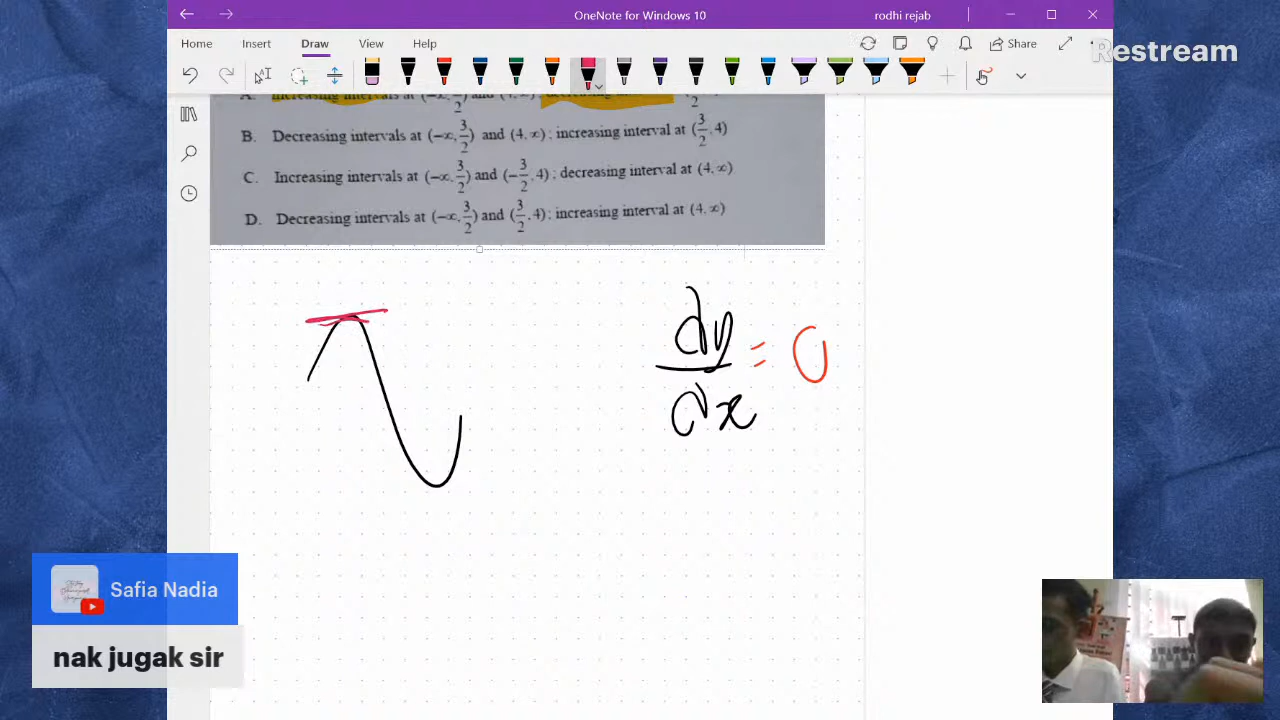 OneNote for Windows 10
rodhi rejab
Home Insert Draw View Help
Share
Restream
B. Decreasing intervals at (−∞, 3/2) and (4, ∞) ; increasing interval at (3/2, 4)
C. Increasing intervals at (−∞, 3/2) and (−3/2, 4) ; decreasing interval at (4, ∞)
D. Decreasing intervals at (−∞, 3/2) and (3/2, 4) ; increasing interval at (4, ∞)
dy/dx = 0
Safia Nadia
nak jugak sir